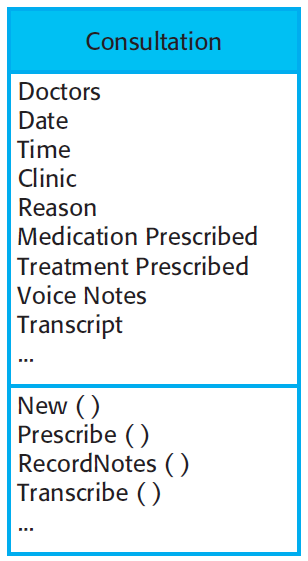 Consultation
Doctors
Date
Time
Clinic
Reason
Medication Prescribed
Treatment Prescribed
Voice Notes
Transcript
...
New ( )
Prescribe ( )
RecordNotes ( )
Transcribe ( )
...